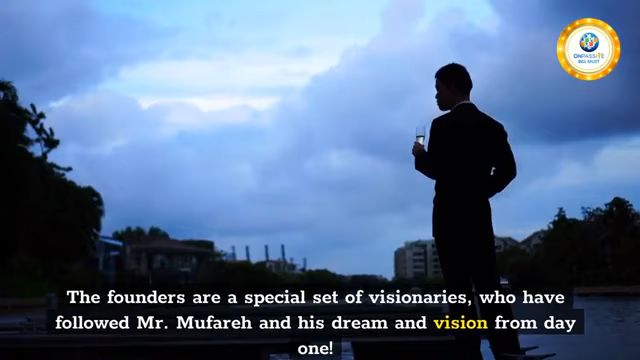 ONPASSIVE
The founders are a special set of visionaries, who have
followed Mr. Mufareh and his dream and vision from day
one!